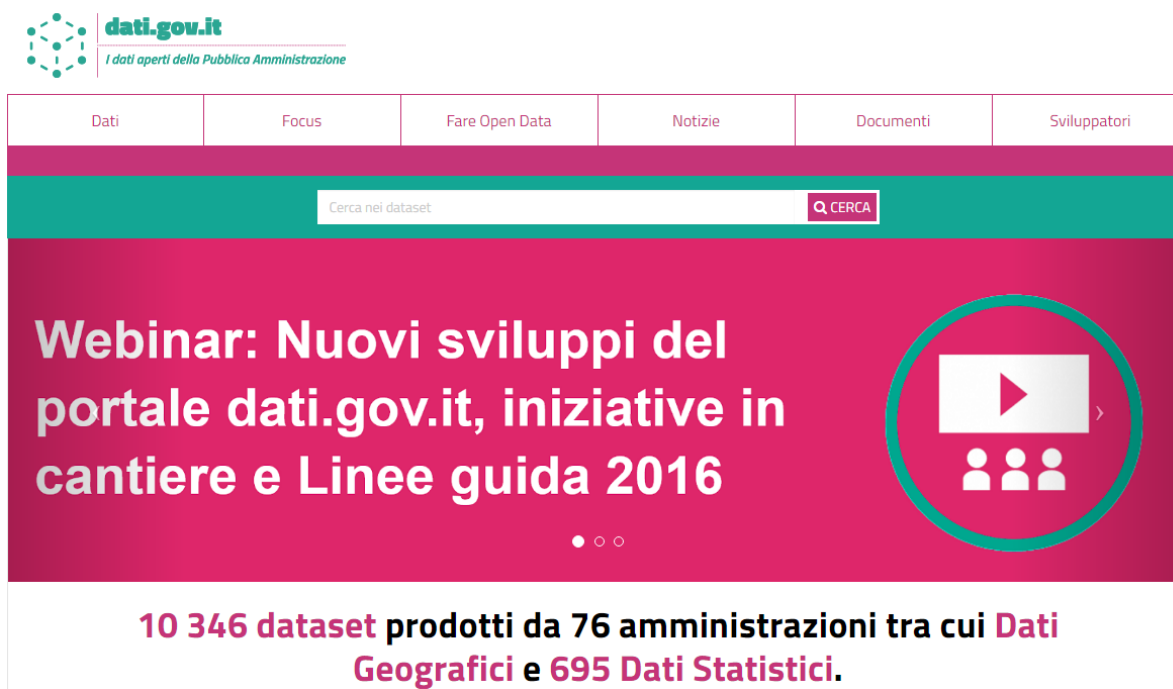 dati.gov.it
I dati aperti della Pubblica Amministrazione
Dati
Focus
Fare Open Data
Notizie
Documenti
Sviluppatori
Cerca nei dataset
CERCA
Webinar: Nuovi sviluppi del
portale dati.gov.it, iniziative in
cantiere e Linee guida 2016
10 346 dataset prodotti da 76 amministrazioni tra cui Dati
Geografici e 695 Dati Statistici.